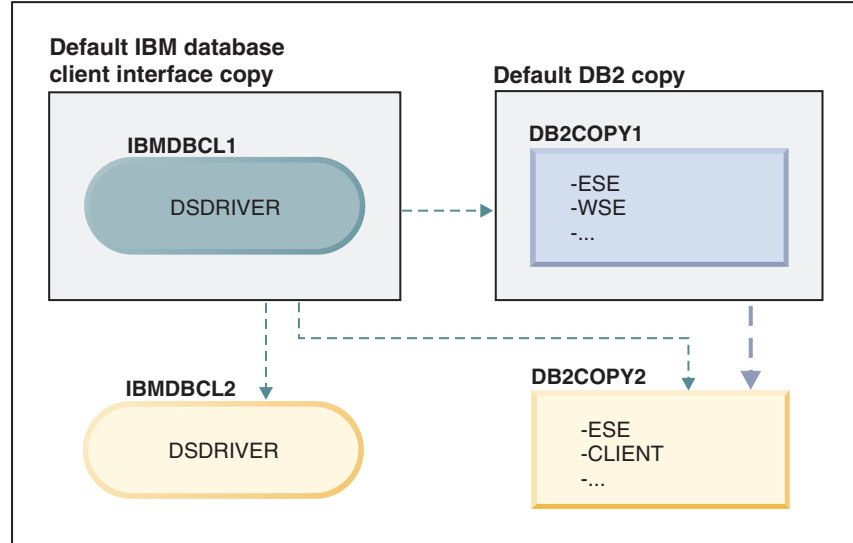 Default IBM database
client interface copy
IBMDBCL1
DSDRIVER
Default DB2 copy
DB2COPY1
-ESE
-WSE
-...
IBMDBCL2
DSDRIVER
DB2COPY2
-ESE
-CLIENT
-...